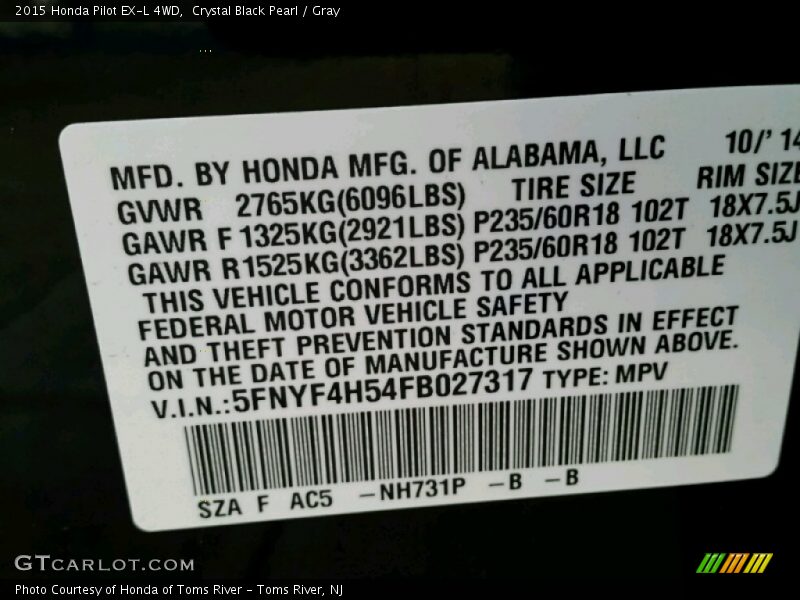 2015 Honda Pilot EX-L 4WD,  Crystal Black Pearl / Gray
MFD. BY HONDA MFG. OF ALABAMA, LLC 10/' 14
GVWR 2765KG(6096LBS) TIRE SIZE RIM SIZE
GAWR F 1325KG(2921LBS) P235/60R18 102T 18X7.5J
GAWR R 1525KG(3362LBS) P235/60R18 102T 18X7.5J
THIS VEHICLE CONFORMS TO ALL APPLICABLE
FEDERAL MOTOR VEHICLE SAFETY
AND THEFT PREVENTION STANDARDS IN EFFECT
ON THE DATE OF MANUFACTURE SHOWN ABOVE.
V.I.N.:5FNYF4H54FB027317 TYPE: MPV
SZA F AC5 -NH731P -B -B
GTCARLOT.COM
Photo Courtesy of Honda of Toms River - Toms River, NJ